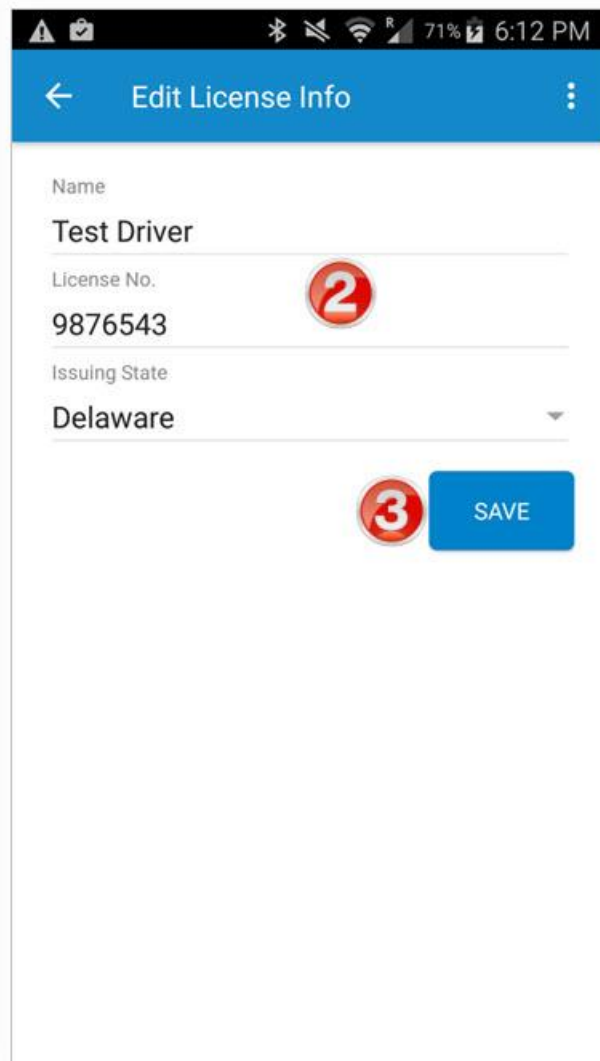 R 71% 6:12 PM
Edit License Info
Name
Test Driver
License No.
2
9876543
Issuing State
Delaware
3 SAVE